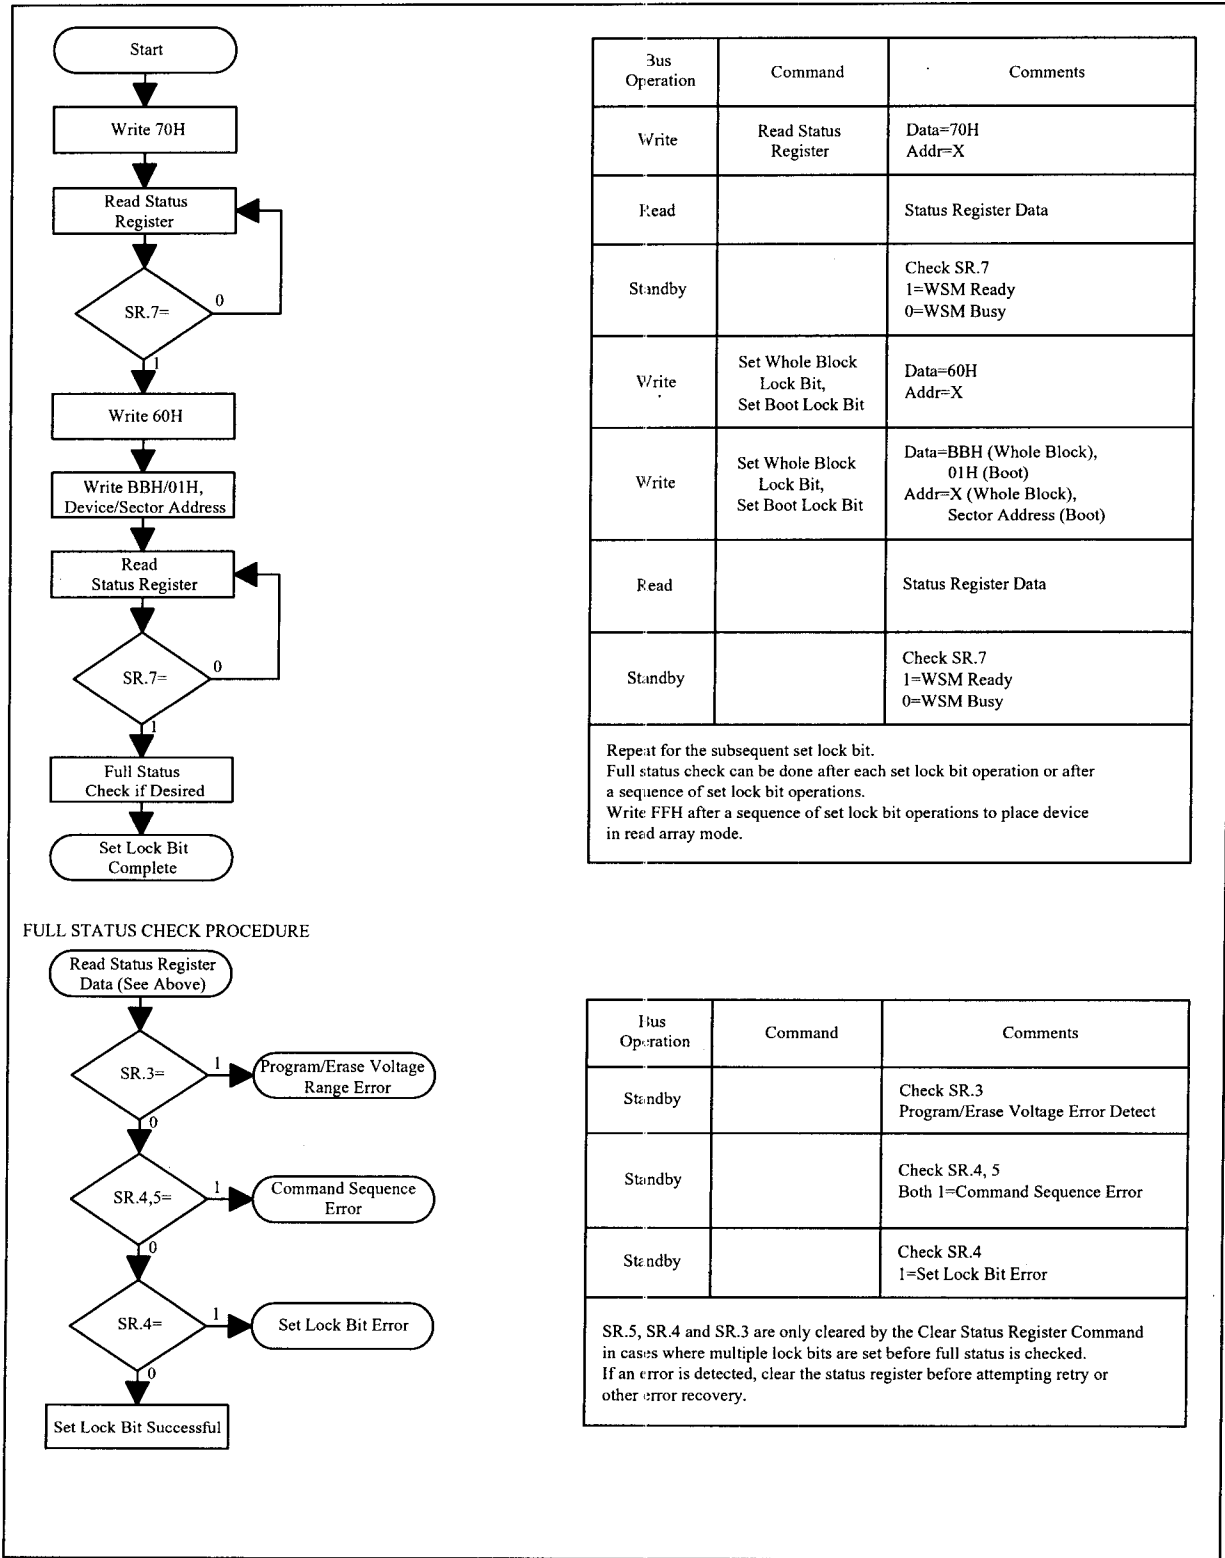 Start
Write 70H
Read Status
Register
SR.7=
0
1
Write 60H
Write BBH/01H,
Device/Sector Address
Read
Status Register
SR.7=
0
1
Full Status
Check if Desired
Set Lock Bit
Complete
Bus
Operation
Command
Comments
Write
Read Status
Register
Data=70H
Addr=X
Read
Status Register Data
Standby
Check SR.7
1=WSM Ready
0=WSM Busy
Write
Set Whole Block
Lock Bit,
Set Boot Lock Bit
Data=60H
Addr=X
Write
Set Whole Block
Lock Bit,
Set Boot Lock Bit
Data=BBH (Whole Block),
01H (Boot)
Addr=X (Whole Block),
Sector Address (Boot)
Read
Status Register Data
Standby
Check SR.7
1=WSM Ready
0=WSM Busy
Repeat for the subsequent set lock bit.
Full status check can be done after each set lock bit operation or after
a sequence of set lock bit operations.
Write FFH after a sequence of set lock bit operations to place device
in read array mode.
FULL STATUS CHECK PROCEDURE
Read Status Register
Data (See Above)
SR.3=
1
Program/Erase Voltage
Range Error
0
SR.4,5=
1
Command Sequence
Error
0
SR.4=
1
Set Lock Bit Error
0
Set Lock Bit Successful
Bus
Operation
Command
Comments
Standby
Check SR.3
Program/Erase Voltage Error Detect
Standby
Check SR.4, 5
Both 1=Command Sequence Error
Standby
Check SR.4
1=Set Lock Bit Error
SR.5, SR.4 and SR.3 are only cleared by the Clear Status Register Command
in cases where multiple lock bits are set before full status is checked.
If an error is detected, clear the status register before attempting retry or
other error recovery.